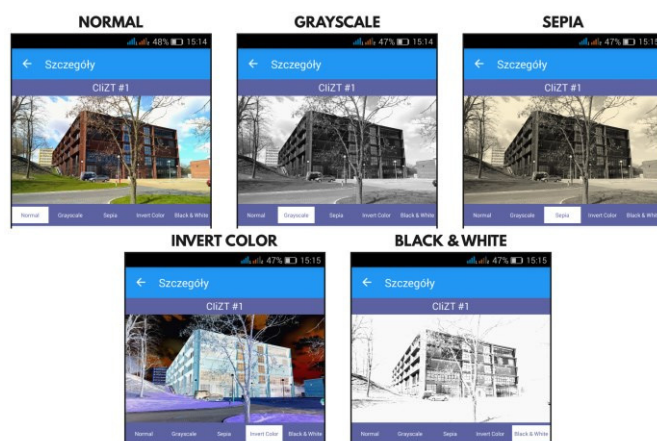 NORMAL
48% 15:14
Szczegóły
CliZT #1
Normal Grayscale Sepia Invert Color Black & White
GRAYSCALE
47% 15:14
Szczegóły
CliZT #1
Normal Grayscale Sepia Invert Color Black & White
SEPIA
47% 15:15
Szczegóły
CliZT #1
Normal Grayscale Sepia Invert Color Black & White
INVERT COLOR
47% 15:15
Szczegóły
CliZT #1
Normal Grayscale Sepia Invert Color Black & White
BLACK & WHITE
47% 15:15
Szczegóły
CliZT #1
Normal Grayscale Sepia Invert Color Black & White